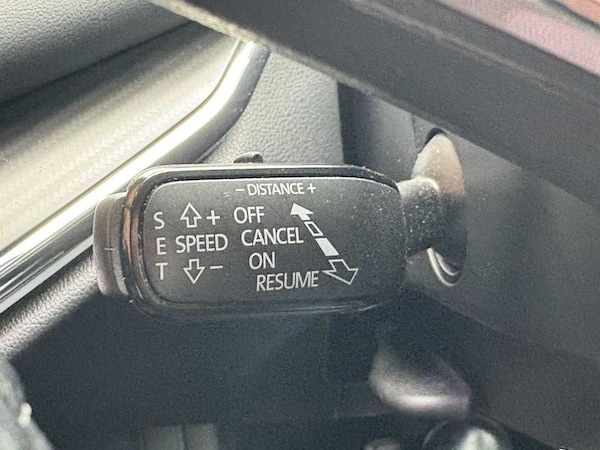 – DISTANCE +
S + OFF
E SPEED CANCEL
T – ON
RESUME